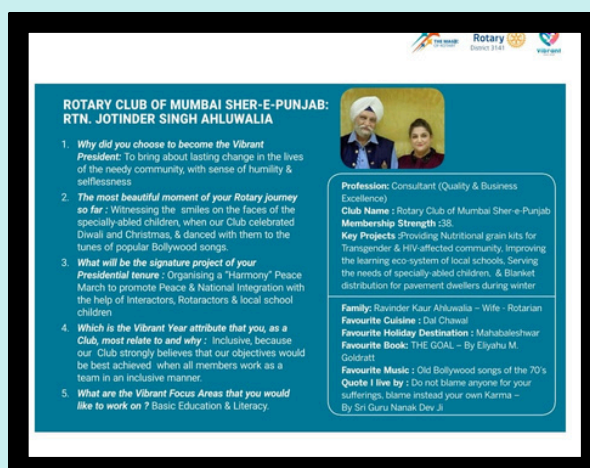 THE MAGIC
OF ROTARY
Rotary
District 3141
vibrant
ROTARY CLUB OF MUMBAI SHER-E-PUNJAB:
RTN. JOTINDER SINGH AHLUWALIA
1. Why did you choose to become the Vibrant
President: To bring about lasting change in the lives
of the needy community, with sense of humility &
selflessness
2. The most beautiful moment of your Rotary journey
so far : Witnessing the smiles on the faces of the
specially-abled children, when our Club celebrated
Diwali and Christmas, & danced with them to the
tunes of popular Bollywood songs.
3. What will be the signature project of your
Presidential tenure : Organising a "Harmony" Peace
March to promote Peace & National Integration with
the help of Interactors, Rotaractors & local school
children
4. Which is the Vibrant Year attribute that you, as a
Club, most relate to and why : Inclusive, because
our Club strongly believes that our objectives would
be best achieved when all members work as a
team in an inclusive manner.
5. What are the Vibrant Focus Areas that you would
like to work on ? Basic Education & Literacy.
Profession: Consultant (Quality & Business
Excellence)
Club Name : Rotary Club of Mumbai Sher-e-Punjab
Membership Strength :38.
Key Projects :Providing Nutritional grain kits for
Transgender & HIV-affected community, Improving
the learning eco-system of local schools, Serving
the needs of specially-abled children, & Blanket
distribution for pavement dwellers during winter
Family: Ravinder Kaur Ahluwalia – Wife - Rotarian
Favourite Cuisine : Dal Chawal
Favourite Holiday Destination : Mahabaleshwar
Favourite Book: THE GOAL – By Eliyahu M.
Goldratt
Favourite Music : Old Bollywood songs of the 70's
Quote I live by : Do not blame anyone for your
sufferings, blame instead your own Karma –
By Sri Guru Nanak Dev Ji